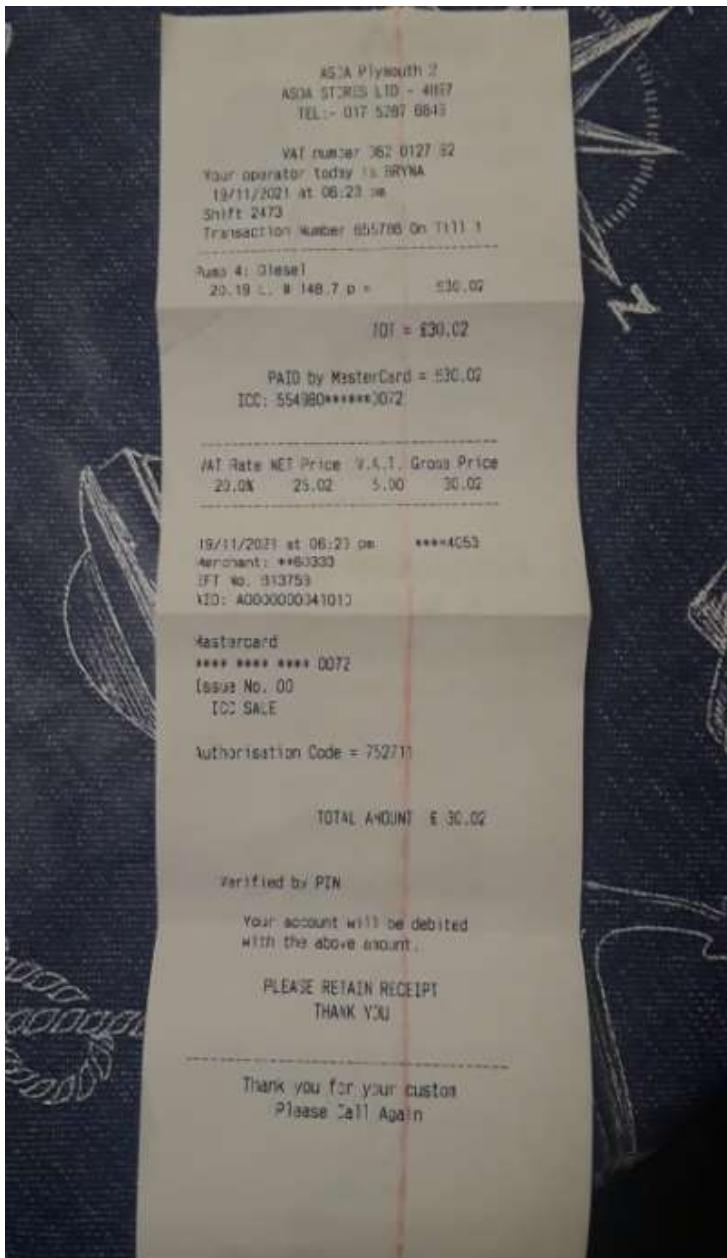 ASDA Plymouth 2
ASDA STORES LTD - 4887
TEL:- 017 5287 6843
VAT number 362 0127 92
Your operator today is BRYNA
19/11/2021 at 06:23 pm
Shift 2473
Transaction Number 655788 On Till 1
Pump 4: Diesel
20.19 L. @ 148.7 p = £30.02
TOT = £30.02
PAID by MasterCard = £30.02
ICC: 554980******0072
VAT Rate NET Price V.A.T. Gross Price
20.0% 25.02 5.00 30.02
19/11/2021 at 06:23 pm ****4053
Merchant: **60333
EFT No. 813753
AID: A0000000041010
Mastercard
**** **** **** 0072
Issue No. 00
ICC SALE
Authorisation Code = 752711
TOTAL AMOUNT £ 30.02
Verified by PIN
Your account will be debited
with the above amount.
PLEASE RETAIN RECEIPT
THANK YOU
Thank you for your custom
Please Call Again
N